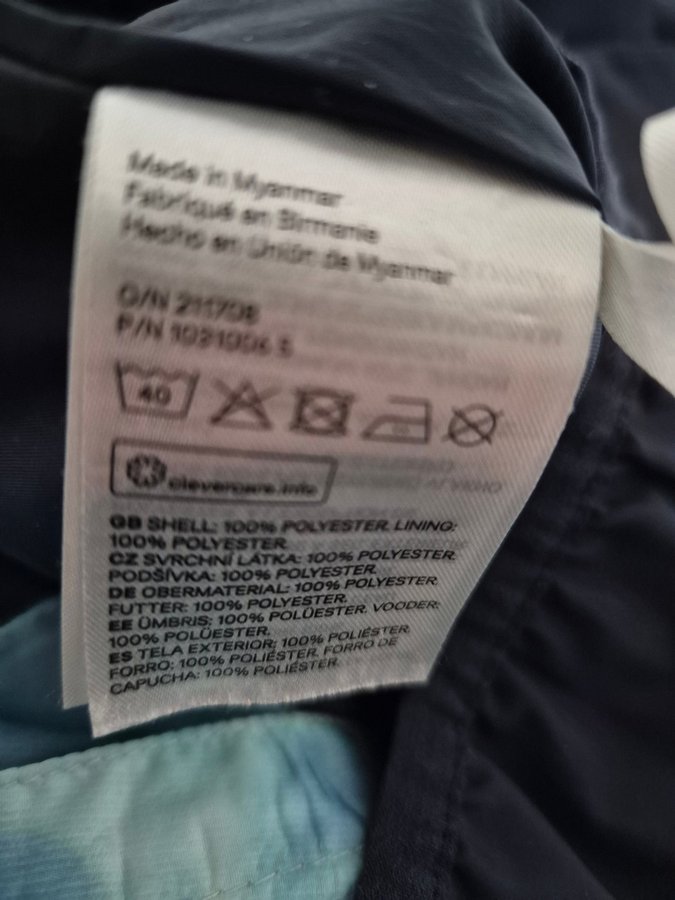 Made in Myanmar
Fabriqué en Birmanie
Hecho en Unión de Myanmar
O/N 211708
P/N 1021006 S
40
clevercare.info
GB SHELL: 100% POLYESTER. LINING:
100% POLYESTER.
CZ SVRCHNÍ LÁTKA: 100% POLYESTER.
PODŠÍVKA: 100% POLYESTER.
DE OBERMATERIAL: 100% POLYESTER.
FUTTER: 100% POLYESTER.
EE ÜMBRIS: 100% POLÜESTER. VOODER:
100% POLÜESTER.
ES TELA EXTERIOR: 100% POLIÉSTER.
FORRO: 100% POLIÉSTER. FORRO DE
CAPUCHA: 100% POLIÉSTER.